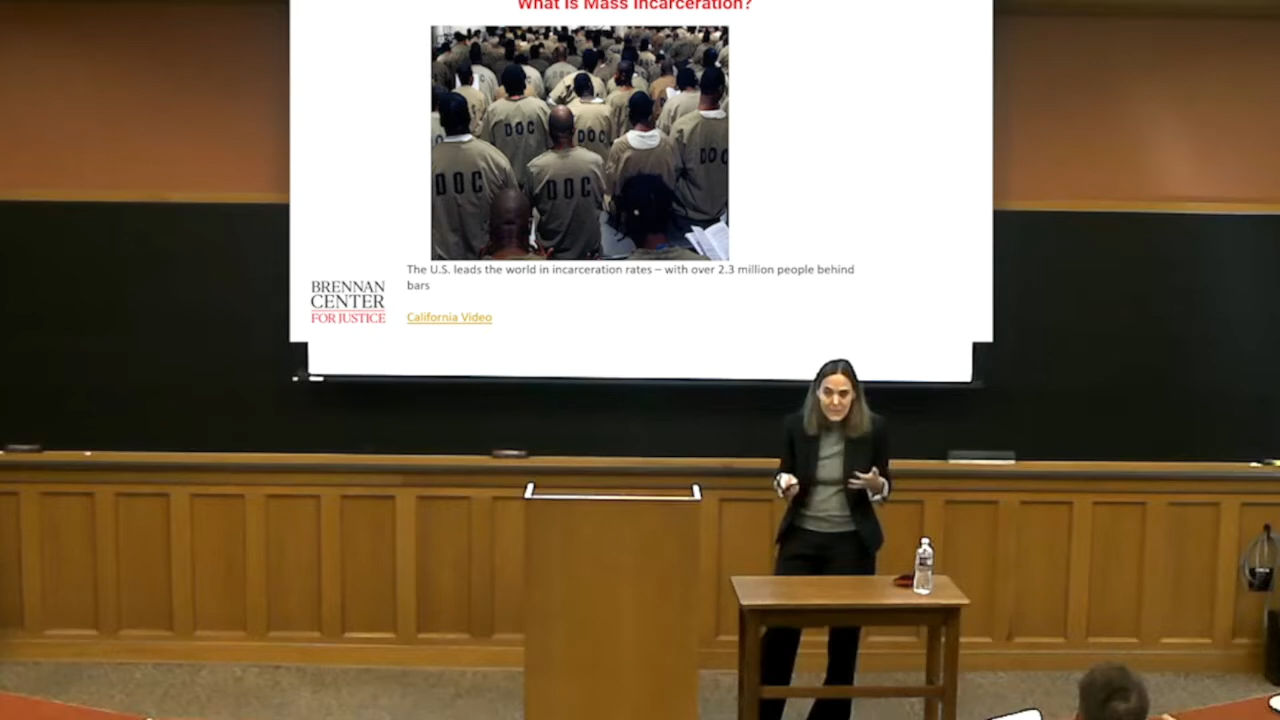 What Is Mass Incarceration?
DOC
DOC
DOC
DOC
DOC
The U.S. leads the world in incarceration rates – with over 2.3 million people behind
bars
BRENNAN
CENTER
FOR JUSTICE
California Video